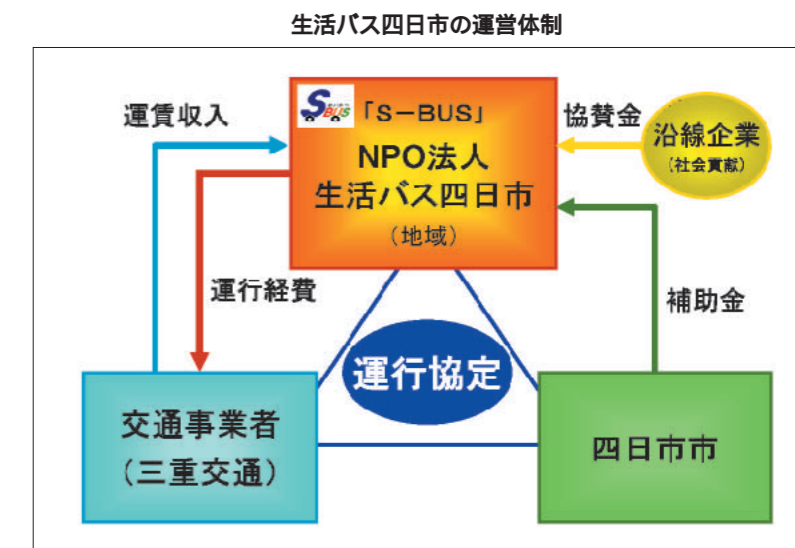 生活バス四日市の運営体制
S BUS
「S－BUS」
NPO法人
生活バス四日市
（地域）
運賃収入
協賛金
沿線企業
（社会貢献）
運行経費
補助金
運行協定
交通事業者
（三重交通）
四日市市